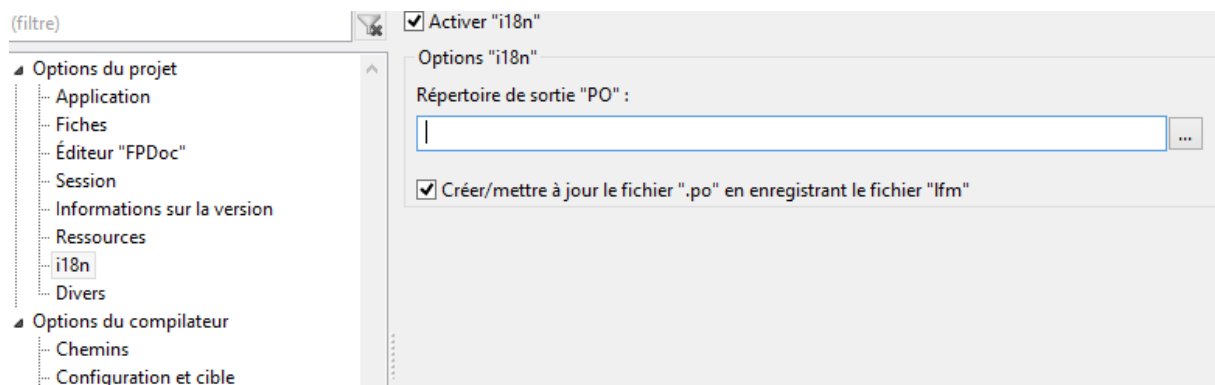 (filtre)
Options du projet
Application
Fiches
Éditeur "FPDoc"
Session
Informations sur la version
Ressources
i18n
Divers
Options du compilateur
Chemins
Configuration et cible
Activer "i18n"
Options "i18n"
Répertoire de sortie "PO" :
...
Créer/mettre à jour le fichier ".po" en enregistrant le fichier "lfm"